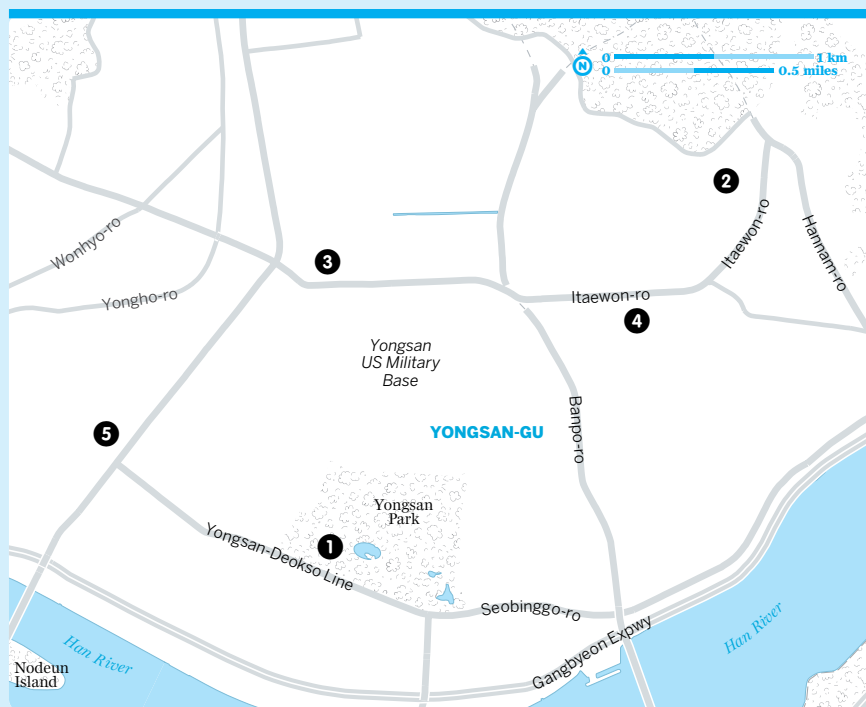 0
1 km
N
0
0.5 miles
2
Wonhyo-ro
Itaewon-ro
Hannam-ro
3
Yongho-ro
Itaewon-ro
4
Yongsan
US Military
Base
Banpo-ro
5
YONGSAN-GU
Yongsan
Park
1
Yongsan-Deokso Line
Seobinggo-ro
Han River
Han River
Gangbyeon Expwy
Nodeun
Island